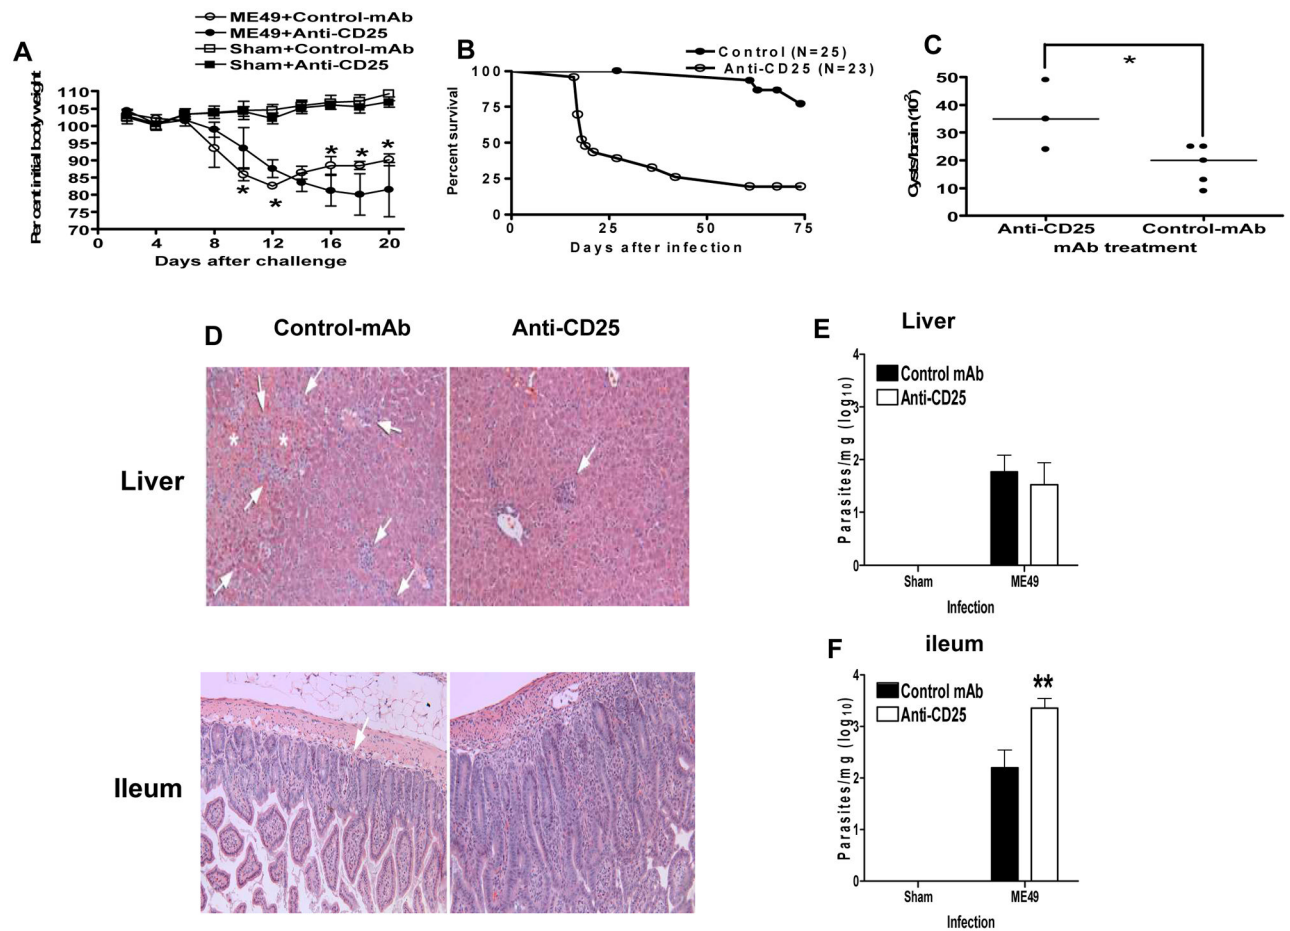 A
ME49+Control-mAb
ME49+Anti-CD25
Sham+Control-mAb
Sham+Anti-CD25
Percent initial body weight
110
105
100
95
90
85
80
75
70
* * * * *
0 4 8 12 16 20
Days after challenge
B
Control (N=25)
Anti-CD25 (N=23)
Percent survival
100
75
50
25
0
0 25 50 75
Days after infection
C
*
Cysts/brain (10²)
50
40
30
20
10
0
Anti-CD25 Control-mAb
mAb treatment
D
Control-mAb Anti-CD25
Liver
* *
Ileum
E
Liver
Control mAb
Anti-CD25
Parasites/mg (log10)
4
3
2
1
0
Sham ME49
Infection
F
ileum
Control mAb
Anti-CD25
**
Parasites/mg (log10)
4
3
2
1
0
Sham ME49
Infection